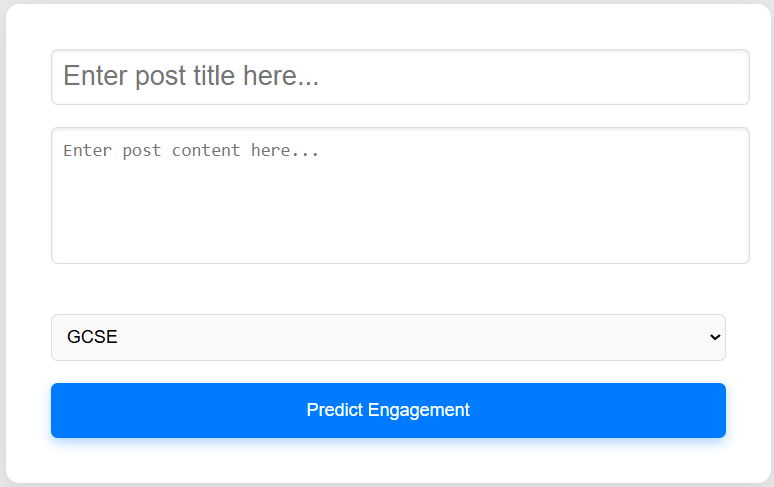 Enter post title here...
Enter post content here...
GCSE
Predict Engagement